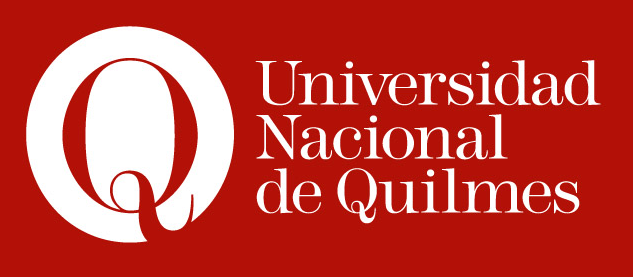 Q
Universidad
Nacional
de Quilmes